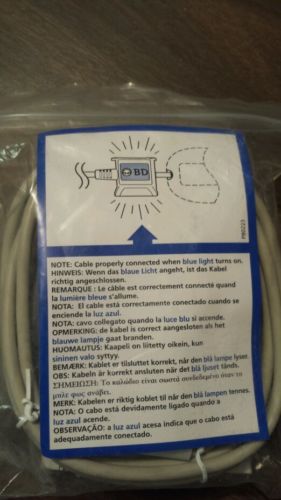 BD
P80223
NOTE: Cable properly connected when blue light turns on.
HINWEIS: Wenn das blaue Licht angeht, ist das Kabel
richtig angeschlossen.
REMARQUE : Le câble est correctement connecté quand
la lumière bleue s'allume.
NOTA: El cable está correctamente conectado cuando se
enciende la luz azul.
NOTA: cavo collegato quando la luce blu si accende.
OPMERKING: de kabel is correct aangesloten als het
blauwe lampje gaat branden.
HUOMAUTUS: Kaapeli on liitetty oikein, kun
sininen valo syttyy.
BEMÆRK: Kablet er tilsluttet korrekt, når den blå lampe lyser.
OBS: Kabeln är korrekt ansluten när det blå ljuset tänds.
ΣΗΜΕΙΩΣΗ: Το καλώδιο είναι σωστά συνδεδεμένο όταν το
μπλε φως ανάβει.
MERK: Kabelen er riktig koblet til når den blå lampen tennes.
NOTA: O cabo está devidamente ligado quando a
luz azul acende.
OBSERVAÇÃO: a luz azul acesa indica que o cabo está
adequadamente conectado.